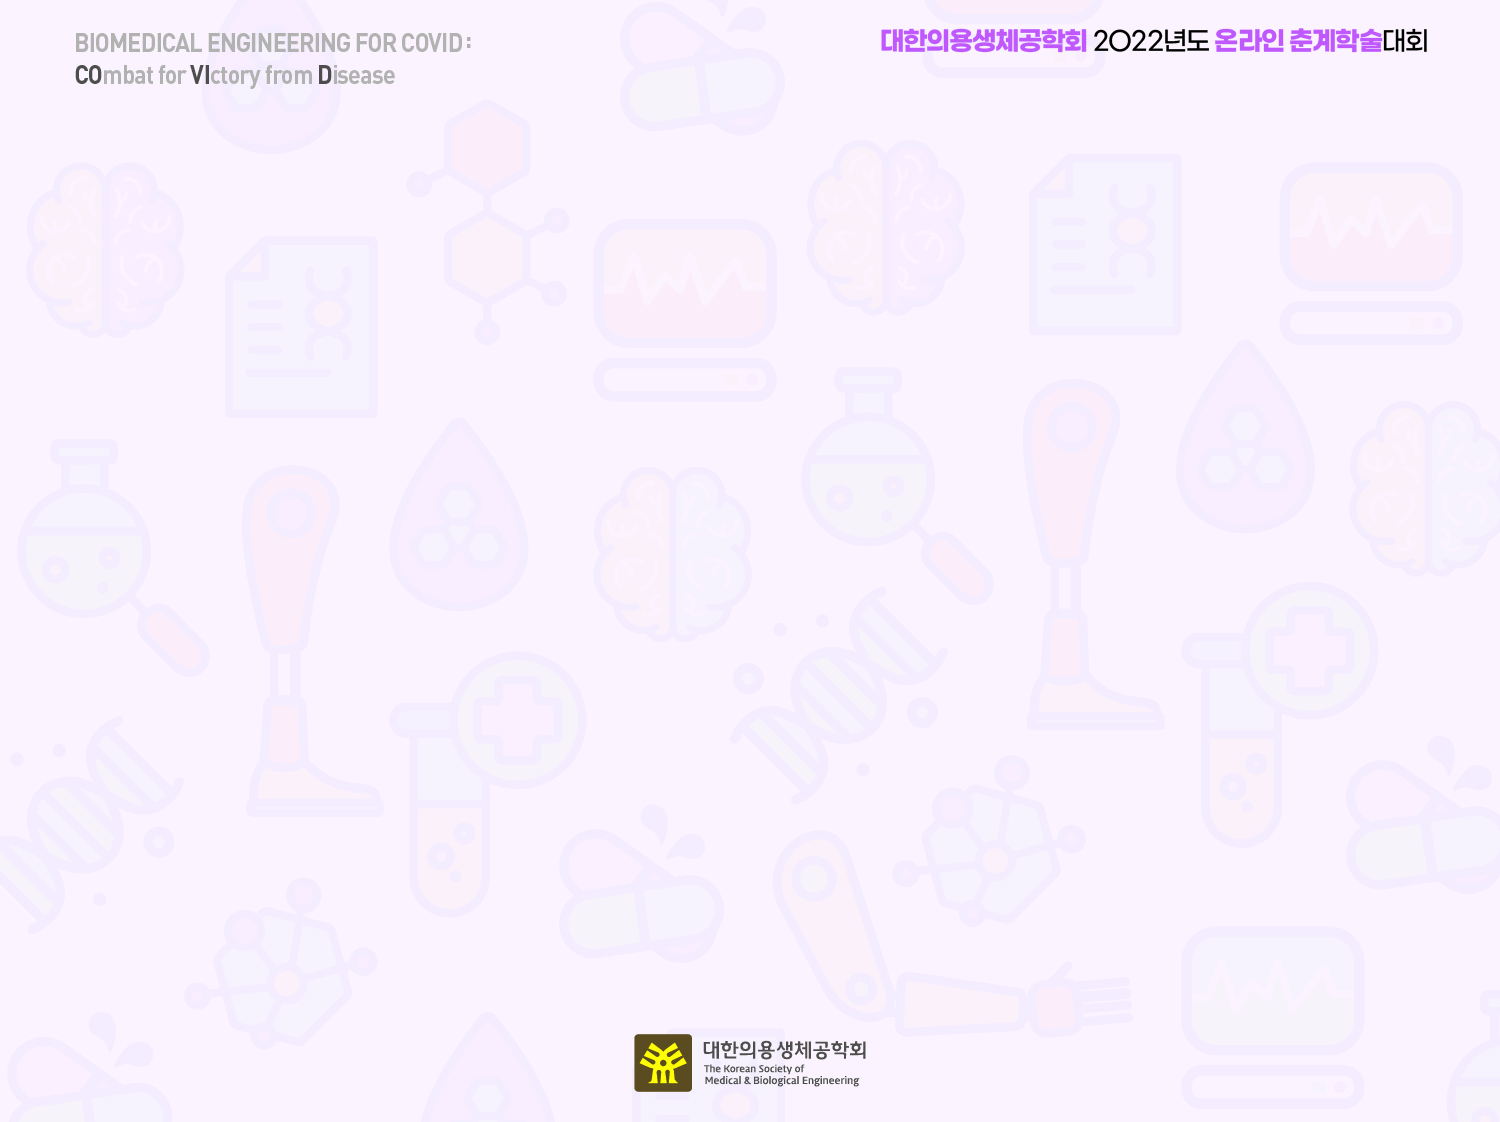 BIOMEDICAL ENGINEERING FOR COVID:
COmbat for VIctory from Disease
대한의용생체공학회 2022년도 온라인 춘계학술대회
대한의용생체공학회
The Korean Society of
Medical & Biological Engineering